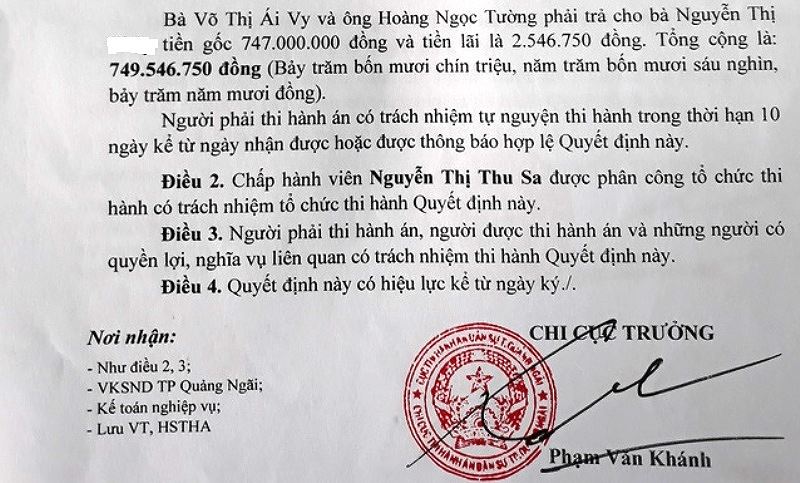 Bà Võ Thị Ái Vy và ông Hoàng Ngọc Tường phải trả cho bà Nguyễn Thị
tiền gốc 747.000.000 đồng và tiền lãi là 2.546.750 đồng. Tổng cộng là:
749.546.750 đồng (Bảy trăm bốn mươi chín triệu, năm trăm bốn mươi sáu nghìn,
bảy trăm năm mươi đồng).
Người phải thi hành án có trách nhiệm tự nguyện thi hành trong thời hạn 10
ngày kể từ ngày nhận được hoặc được thông báo hợp lệ Quyết định này.
Điều 2. Chấp hành viên Nguyễn Thị Thu Sa được phân công tổ chức thi
hành có trách nhiệm tổ chức thi hành Quyết định này.
Điều 3. Người phải thi hành án, người được thi hành án và những người có
quyền lợi, nghĩa vụ liên quan có trách nhiệm thi hành Quyết định này.
Điều 4. Quyết định này có hiệu lực kể từ ngày ký./.
Nơi nhận:
- Như điều 2, 3;
- VKSND TP Quảng Ngãi;
- Kế toán nghiệp vụ;
- Lưu VT, HSTHA
CHI CỤC TRƯỞNG
Phạm Văn Khánh